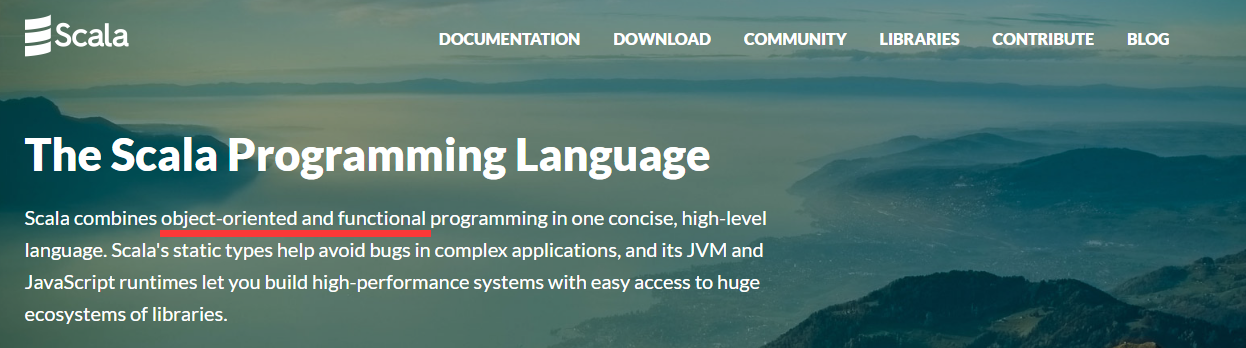 Scala
DOCUMENTATION DOWNLOAD COMMUNITY LIBRARIES CONTRIBUTE BLOG
The Scala Programming Language
Scala combines object-oriented and functional programming in one concise, high-level
language. Scala's static types help avoid bugs in complex applications, and its JVM and
JavaScript runtimes let you build high-performance systems with easy access to huge
ecosystems of libraries.